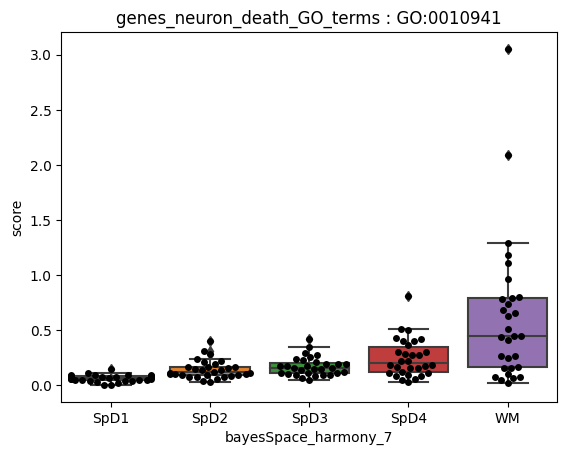 genes_neuron_death_GO_terms : GO:0010941
3.0
2.5
2.0
1.5
1.0
0.5
0.0
score
SpD1 SpD2 SpD3 SpD4 WM
bayesSpace_harmony_7